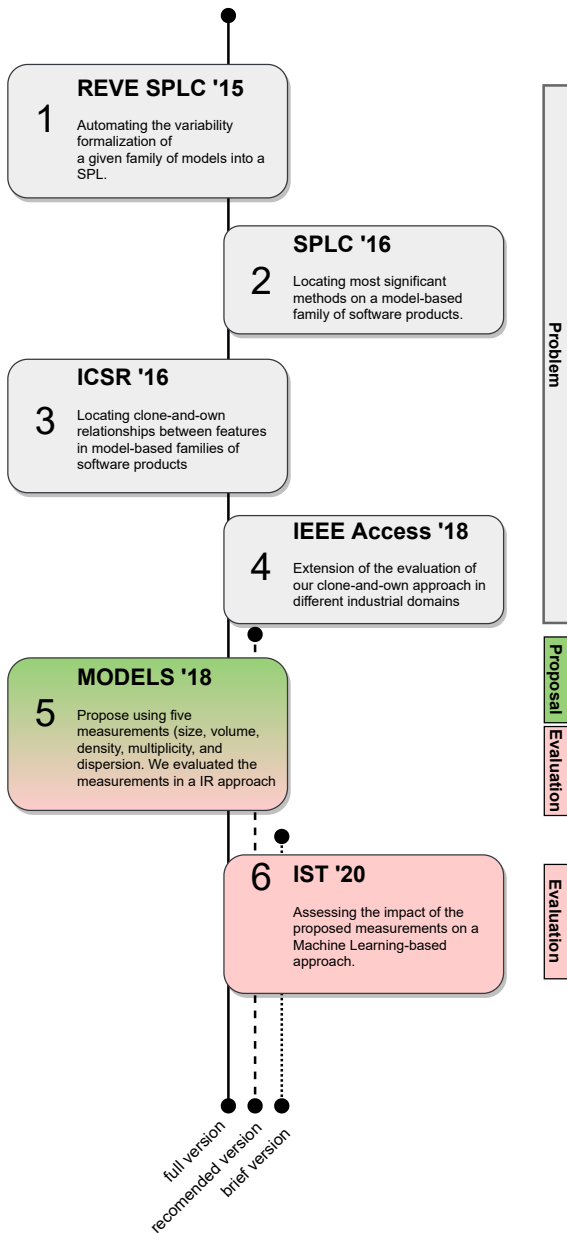 REVE SPLC '15
1
Automating the variability
formalization of
a given family of models into a
SPL.
SPLC '16
2
Locating most significant
methods on a model-based
family of software products.
Problem
ICSR '16
3
Locating clone-and-own
relationships between features
in model-based families of
software products
IEEE Access '18
4
Extension of the evaluation of
our clone-and-own approach in
different industrial domains
MODELS '18
5
Propose using five
measurements (size, volume,
density, multiplicity, and
dispersion. We evaluated the
measurements in a IR approach
Proposal
Evaluation
6
IST '20
Assessing the impact of the
proposed measurements on a
Machine Learning-based
approach.
Evaluation
full version
recomended version
brief version